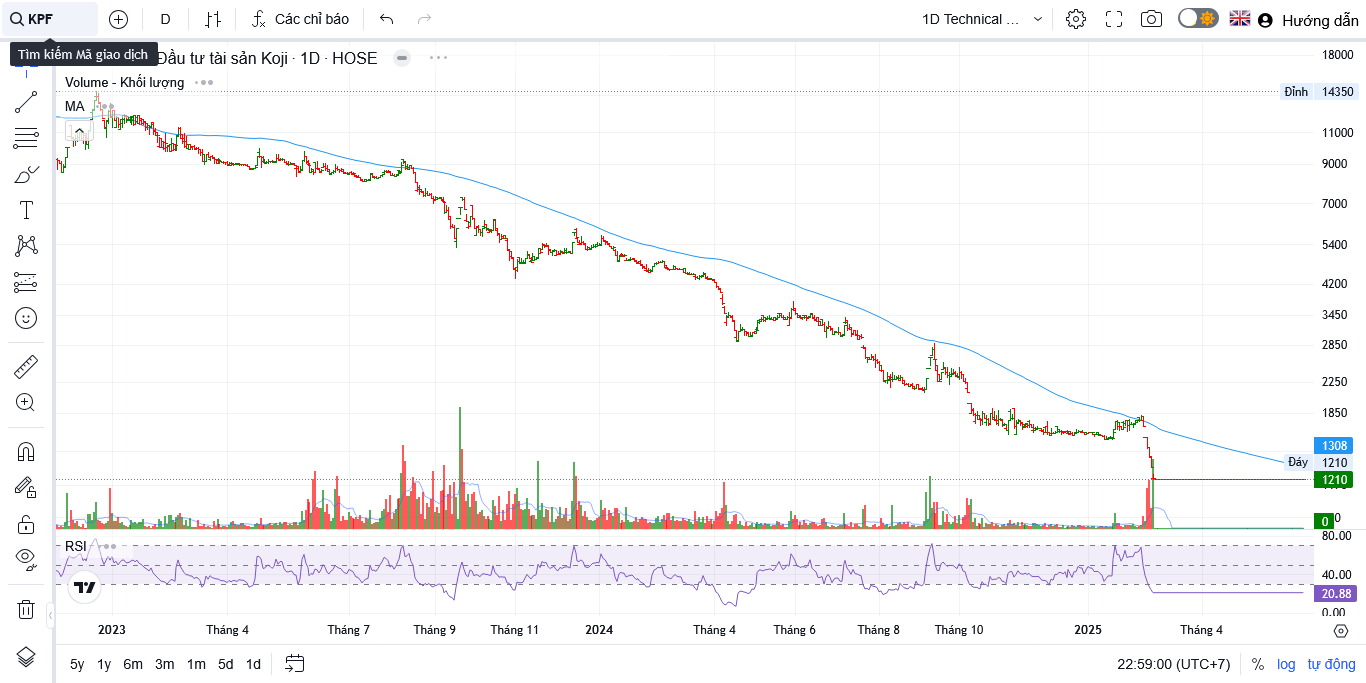 KPF
D
Các chỉ báo
1D Technical ...
Hướng dẫn
Tìm kiếm Mã giao dịch
Đầu tư tài sản Koji · 1D · HOSE
Volume - Khối lượng
MA
18000
Đỉnh 14350
11000
9000
7000
5400
4200
3450
2850
2250
1850
1308
Đáy 1210
1210
0
80.00
RSI
40.00
20.88
0.00
2023 Tháng 4 Tháng 7 Tháng 9 Tháng 11 2024 Tháng 4 Tháng 6 Tháng 8 Tháng 10 2025 Tháng 4
5y 1y 6m 3m 1m 5d 1d
22:59:00 (UTC+7) % log tự động